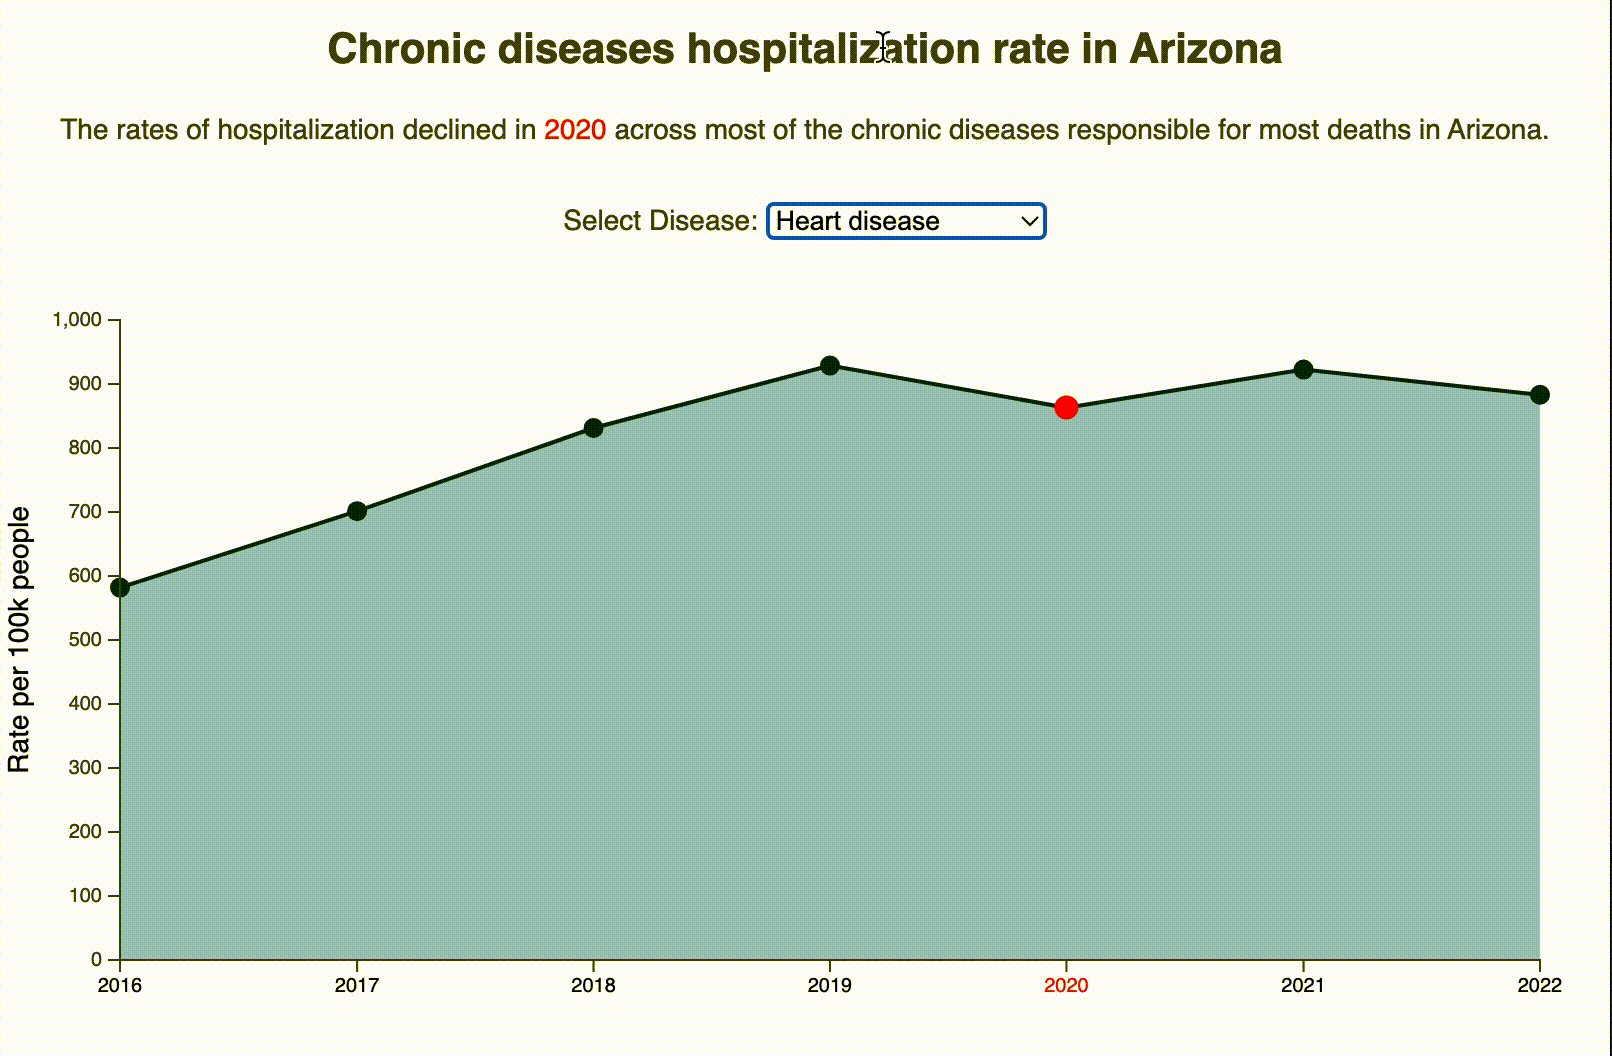 Chronic diseases hospitalization rate in Arizona
The rates of hospitalization declined in 2020 across most of the chronic diseases responsible for most deaths in Arizona.
Select Disease: Heart disease
Rate per 100k people
1,000
900
800
700
600
500
400
300
200
100
0
2016 2017 2018 2019 2020 2021 2022